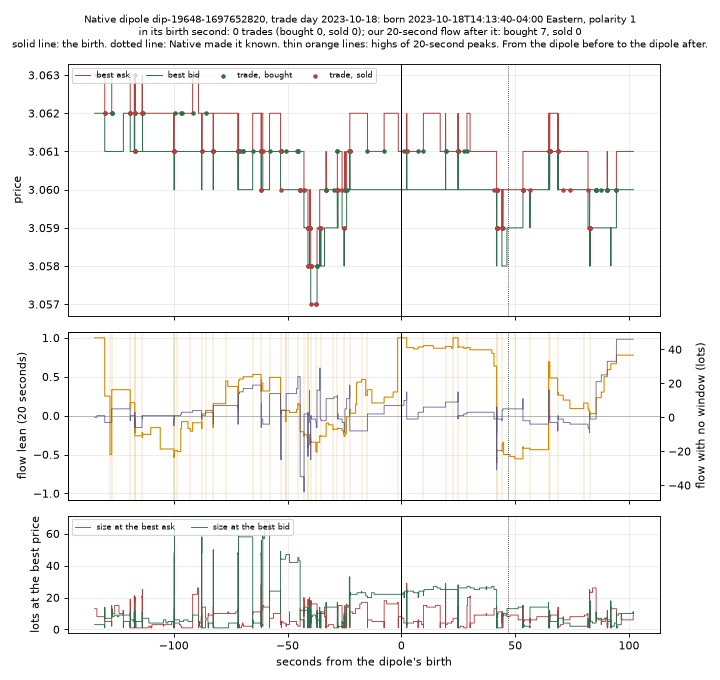 Native dipole dip-19648-1697652820, trade day 2023-10-18: born 2023-10-18T14:13:40-04:00 Eastern, polarity 1
in its birth second: 0 trades (bought 0, sold 0); our 20-second flow after it: bought 7, sold 0
solid line: the birth. dotted line: Native made it known. thin orange lines: highs of 20-second peaks. From the dipole before to the dipole after.
best ask
best bid
trade, bought
trade, sold
3.063
3.062
3.061
3.060
3.059
3.058
3.057
price
1.0
0.5
0.0
−0.5
−1.0
flow lean (20 seconds)
40
20
0
−20
−40
flow with no window (lots)
size at the best ask
size at the best bid
60
40
20
0
lots at the best price
−100
−50
0
50
100
seconds from the dipole's birth